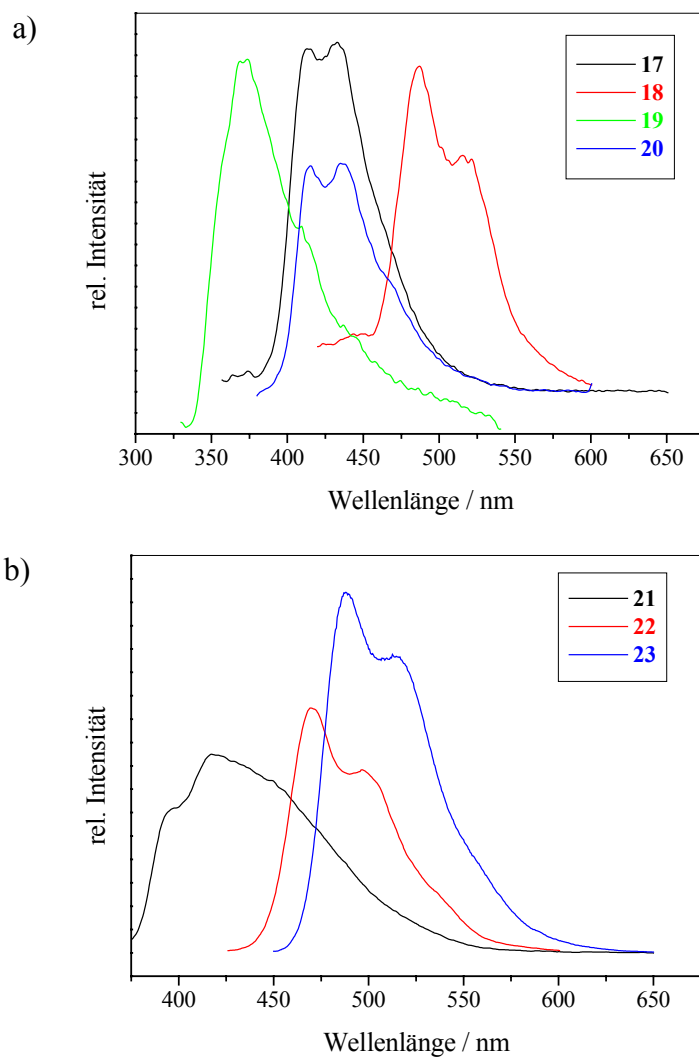 a)
17
18
19
20
rel. Intensität
300 350 400 450 500 550 600 650
Wellenlänge / nm
b)
21
22
23
rel. Intensität
400 450 500 550 600 650
Wellenlänge / nm